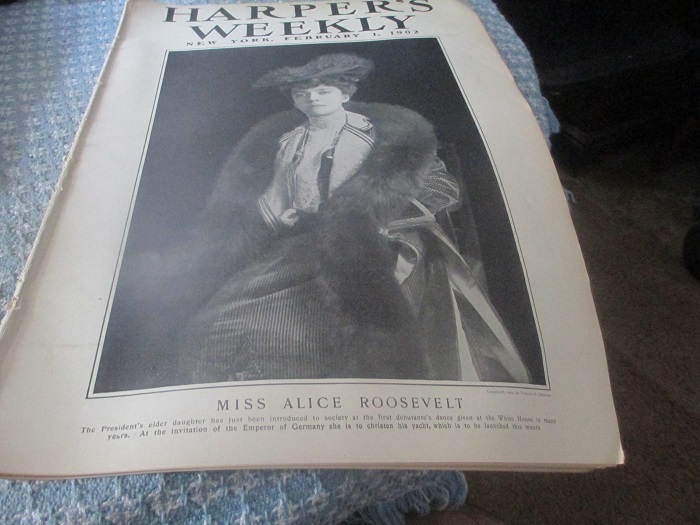 HARPER'S
WEEKLY
NEW YORK, FEBRUARY 1, 1902
MISS ALICE ROOSEVELT
The President's elder daughter has just been introduced to society at the first debutante's dance given at the White House in many
years. At the invitation of the Emperor of Germany she is to christen his yacht, which is to be launched this month